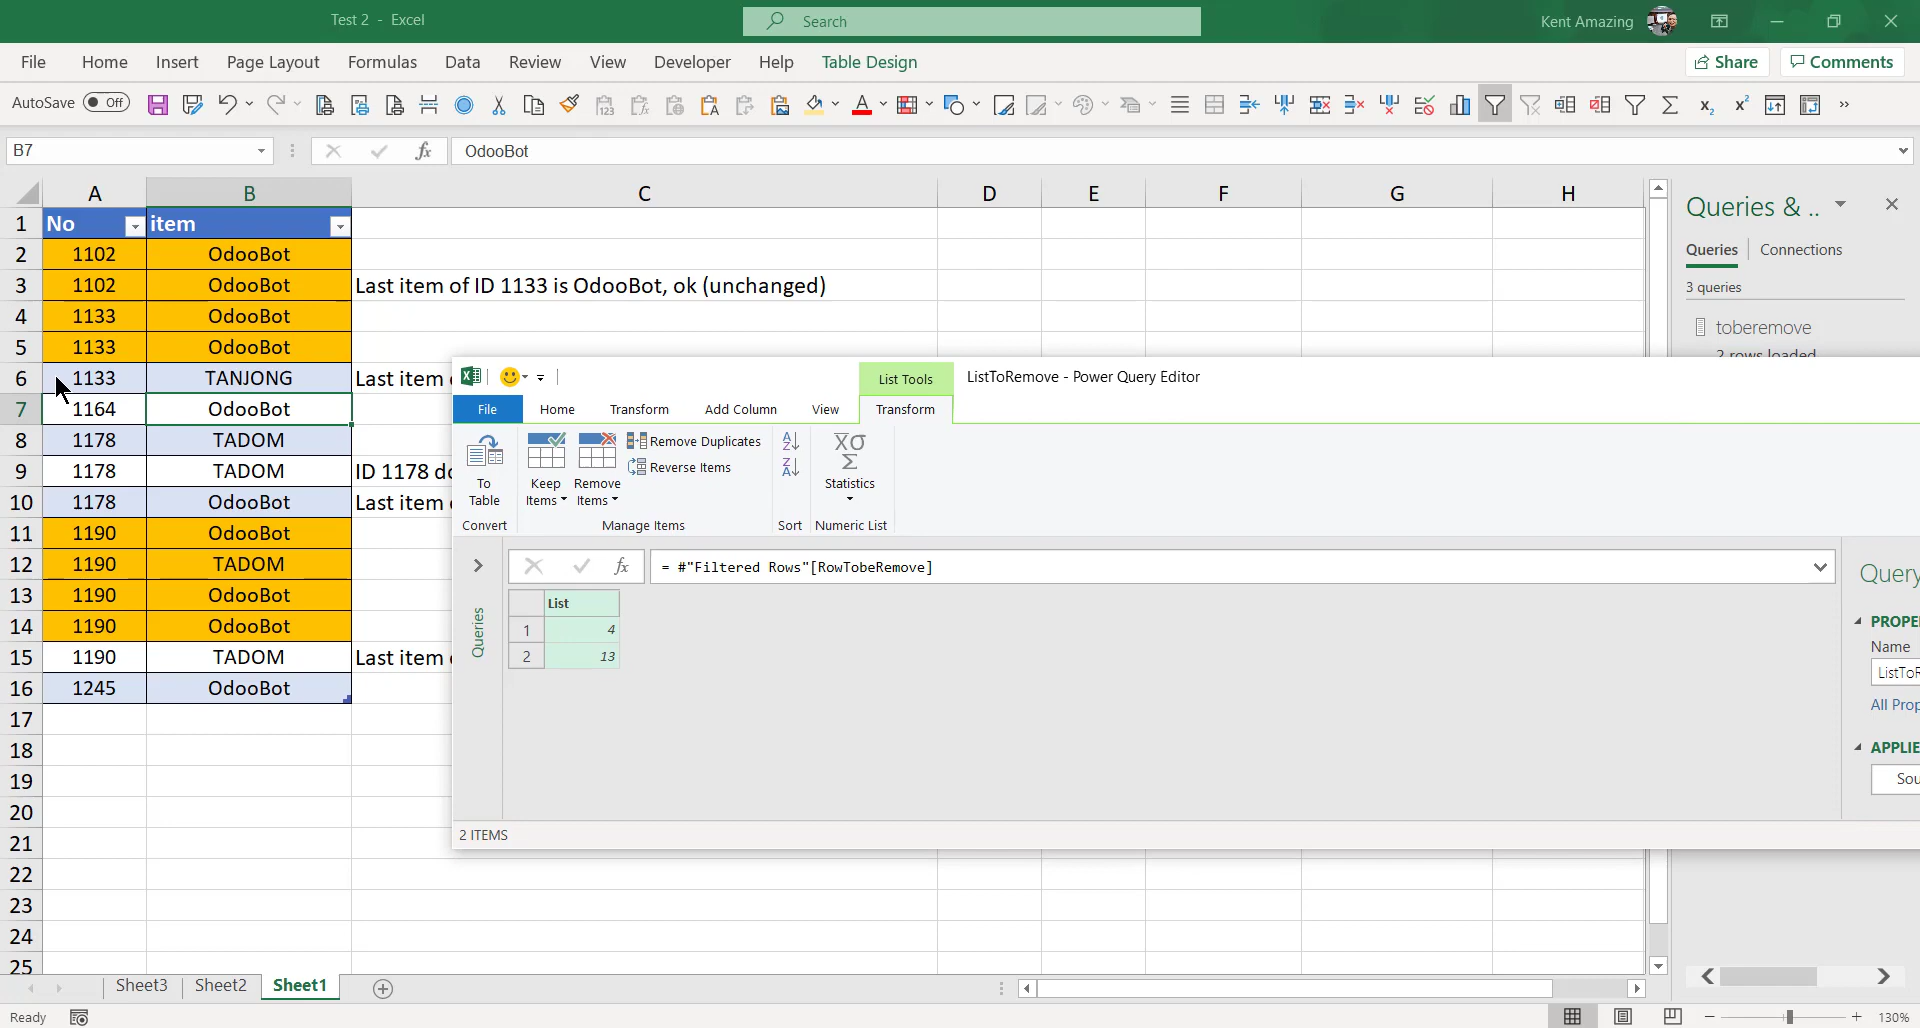 Test 2 - Excel
Search
Kent Amazing
File Home Insert Page Layout Formulas Data Review View Developer Help Table Design
Share Comments
AutoSave Off
B7
fx OdooBot
A B C D E F G H
1 No item
2 1102 OdooBot
3 1102 OdooBot Last item of ID 1133 is OdooBot, ok (unchanged)
4 1133 OdooBot
5 1133 OdooBot
6 1133 TANJONG Last item
7 1164 OdooBot
8 1178 TADOM
9 1178 TADOM ID 1178 do
10 1178 OdooBot Last item
11 1190 OdooBot
12 1190 TADOM
13 1190 OdooBot
14 1190 OdooBot
15 1190 TADOM Last item
16 1245 OdooBot
17
18
19
20
21
22
23
24
25
Queries & ..
Queries Connections
3 queries
toberemove
2 rows loaded
List Tools
ListToRemove - Power Query Editor
File Home Transform Add Column View Transform
To Table
Keep Items
Remove Items
Remove Duplicates
Reverse Items
Statistics
Convert Manage Items Sort Numeric List
fx = #"Filtered Rows"[RowTobeRemove]
Queries
List
1 4
2 13
Query
PROPE
Name
ListToR
All Prop
APPLIE
Sou
2 ITEMS
Sheet3 Sheet2 Sheet1
Ready
130%